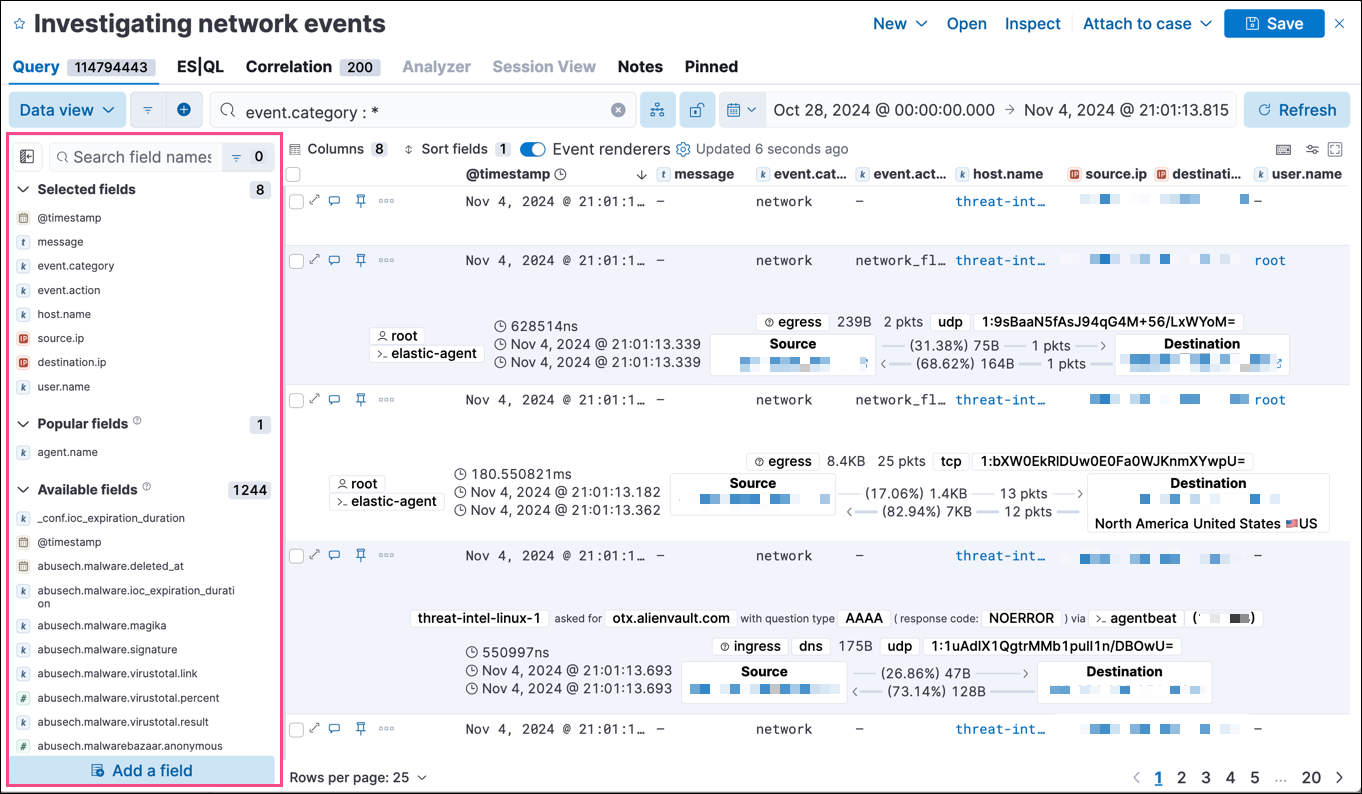 Investigating network events
New Open Inspect Attach to case Save
Query 114794443 ES|QL Correlation 200 Analyzer Session View Notes Pinned
Data view event.category : * Oct 28, 2024 @ 00:00:00.000 → Nov 4, 2024 @ 21:01:13.815 Refresh
Search field names 0
Selected fields 8
@timestamp
message
event.category
event.action
host.name
source.ip
destination.ip
user.name
Popular fields 1
agent.name
Available fields 1244
_conf.ioc_expiration_duration
@timestamp
abusech.malware.deleted_at
abusech.malware.ioc_expiration_durati
on
abusech.malware.magika
abusech.malware.signature
abusech.malware.virustotal.link
abusech.malware.virustotal.percent
abusech.malware.virustotal.result
abusech.malwarebazaar.anonymous
Add a field
Columns 8 Sort fields 1 Event renderers Updated 6 seconds ago
@timestamp message event.cat... event.act... host.name source.ip destinati... user.name
Nov 4, 2024 @ 21:01:1… — network — threat-int… —
Nov 4, 2024 @ 21:01:1… — network network_fl… threat-int… root
root
elastic-agent
628514ns
Nov 4, 2024 @ 21:01:13.339
Nov 4, 2024 @ 21:01:13.339
egress 239B 2 pkts udp 1:9sBaaN5fAsJ94qG4M+56/LxWYoM=
Source (31.38%) 75B 1 pkts Destination
(68.62%) 164B 1 pkts
Nov 4, 2024 @ 21:01:1… — network network_fl… threat-int… root
root
elastic-agent
180.550821ms
Nov 4, 2024 @ 21:01:13.182
Nov 4, 2024 @ 21:01:13.362
egress 8.4KB 25 pkts tcp 1:bXW0EkRIDUw0E0Fa0WJKnmXYwpU=
Source (17.06%) 1.4KB 13 pkts Destination
(82.94%) 7KB 12 pkts
North America United States US
Nov 4, 2024 @ 21:01:1… — network — threat-int… —
threat-intel-linux-1 asked for otx.alienvault.com with question type AAAA ( response code: NOERROR ) via agentbeat ( )
550997ns
Nov 4, 2024 @ 21:01:13.693
Nov 4, 2024 @ 21:01:13.693
ingress dns 175B udp 1:1uAdlX1QgtrMMb1pulI1n/DBOwU=
Source (26.86%) 47B Destination
(73.14%) 128B
Nov 4, 2024 @ 21:01:1… — network — threat-int… —
Rows per page: 25
1 2 3 4 5 … 20